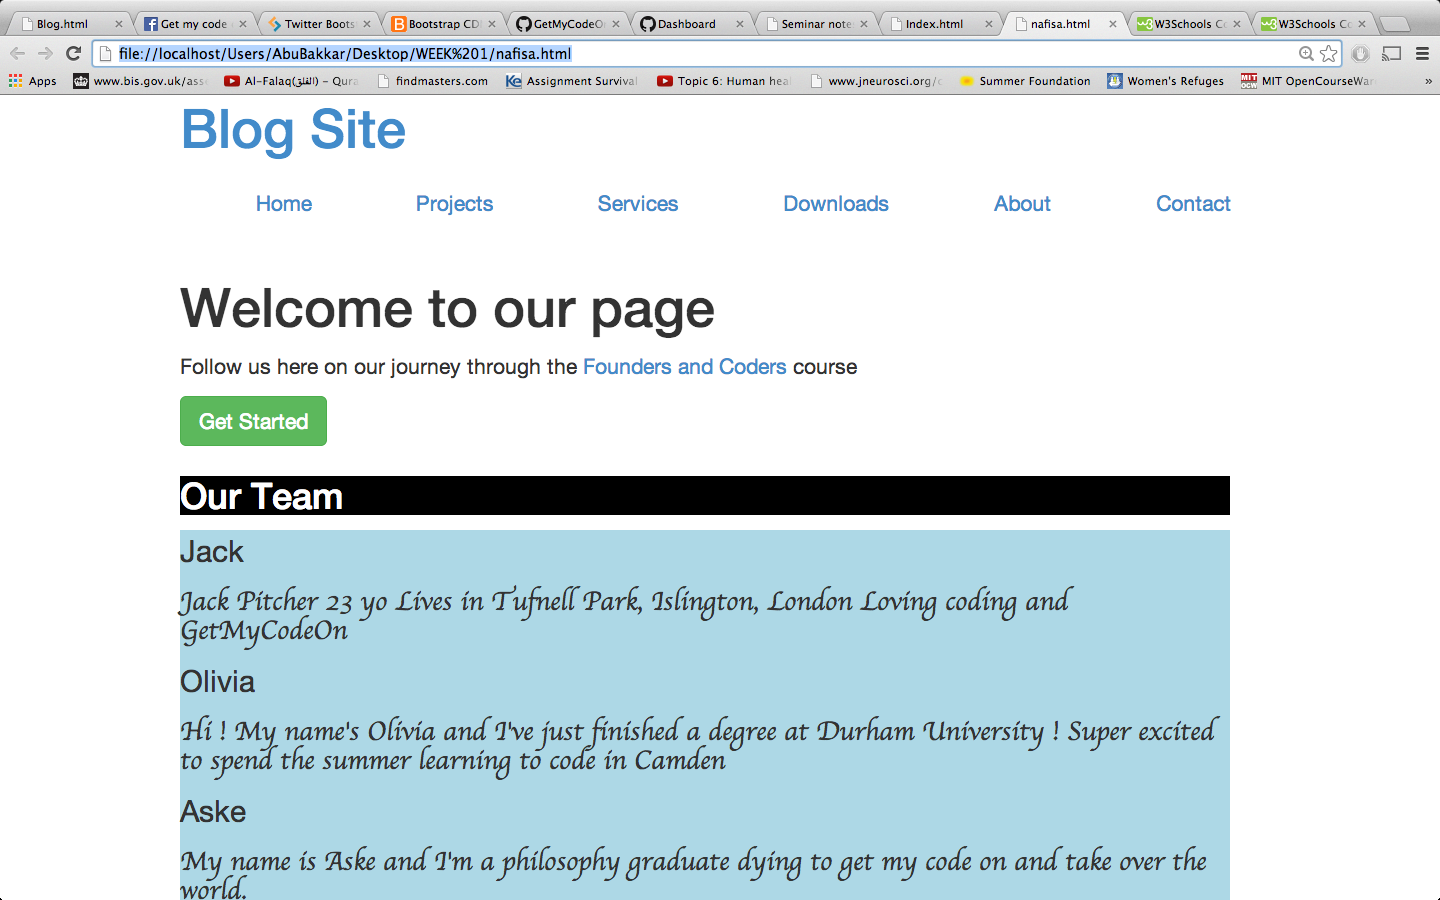 Blog.html
Get my code
Twitter Boots
Bootstrap CD
GetMyCodeO
Dashboard
Seminar note
Index.html
nafisa.html
W3Schools Co
W3Schools Co
file://localhost/Users/AbuBakkar/Desktop/WEEK%201/nafisa.html
Apps
www.bis.gov.uk/asse
Al-Falaq(الفلق) - Qura
findmasters.com
Assignment Survival
Topic 6: Human hea
www.jneurosci.org/c
Summer Foundation
Women's Refuges
MIT OpenCourseWar
»
Blog Site
Home Projects Services Downloads About Contact
Welcome to our page
Follow us here on our journey through the Founders and Coders course
Get Started
Our Team
Jack
Jack Pitcher 23 yo Lives in Tufnell Park, Islington, London Loving coding and
GetMyCodeOn
Olivia
Hi ! My name's Olivia and I've just finished a degree at Durham University ! Super excited
to spend the summer learning to code in Camden
Aske
My name is Aske and I'm a philosophy graduate dying to get my code on and take over the
world.